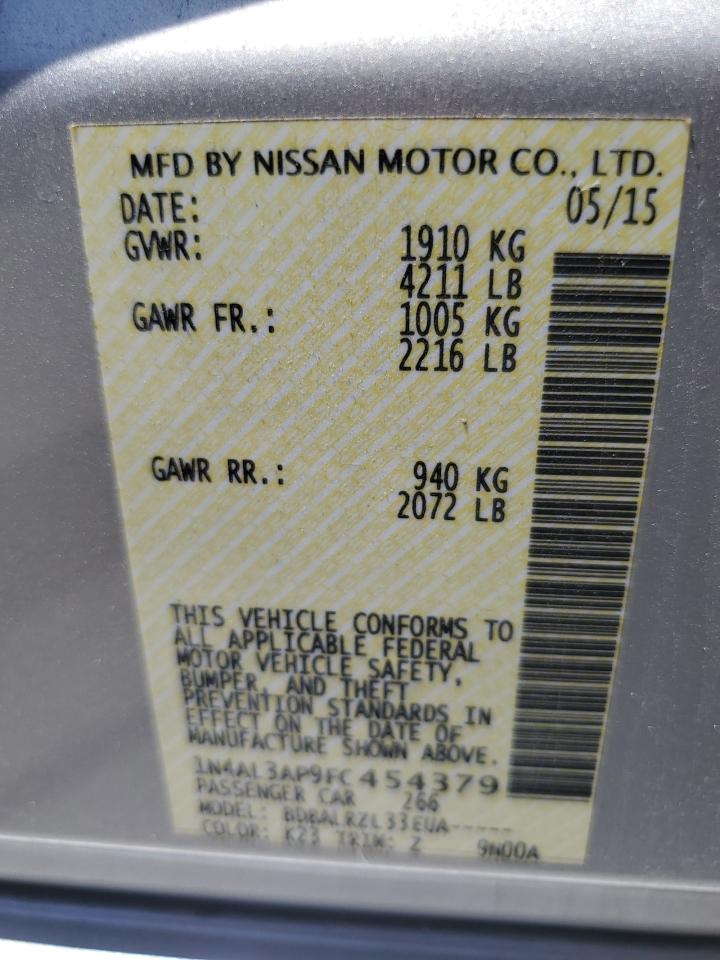 MFD BY NISSAN MOTOR CO., LTD.
DATE: 05/15
GVWR: 1910 KG
4211 LB
GAWR FR.: 1005 KG
2216 LB
GAWR RR.: 940 KG
2072 LB
THIS VEHICLE CONFORMS TO
ALL APPLICABLE FEDERAL
MOTOR VEHICLE SAFETY,
BUMPER, AND THEFT
PREVENTION STANDARDS IN
EFFECT ON THE DATE OF
MANUFACTURE SHOWN ABOVE.
1N4AL3AP9FC454379
PASSENGER CAR 266
MODEL:
COLOR: K23 TRIM: Z 9N00A